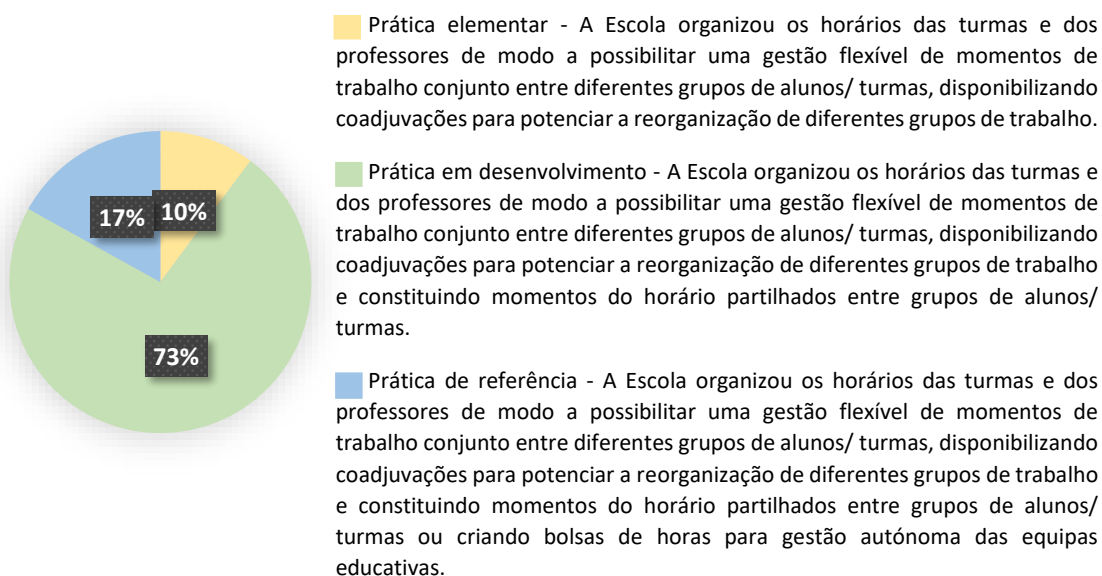 Prática elementar - A Escola organizou os horários das turmas e dos
professores de modo a possibilitar uma gestão flexível de momentos de
trabalho conjunto entre diferentes grupos de alunos/ turmas, disponibilizando
coadjuvações para potenciar a reorganização de diferentes grupos de trabalho.
Prática em desenvolvimento - A Escola organizou os horários das turmas e
dos professores de modo a possibilitar uma gestão flexível de momentos de
trabalho conjunto entre diferentes grupos de alunos/ turmas, disponibilizando
coadjuvações para potenciar a reorganização de diferentes grupos de trabalho
e constituindo momentos do horário partilhados entre grupos de alunos/
turmas.
Prática de referência - A Escola organizou os horários das turmas e dos
professores de modo a possibilitar uma gestão flexível de momentos de
trabalho conjunto entre diferentes grupos de alunos/ turmas, disponibilizando
coadjuvações para potenciar a reorganização de diferentes grupos de trabalho
e constituindo momentos do horário partilhados entre grupos de alunos/
turmas ou criando bolsas de horas para gestão autónoma das equipas
educativas.
17%
10%
73%